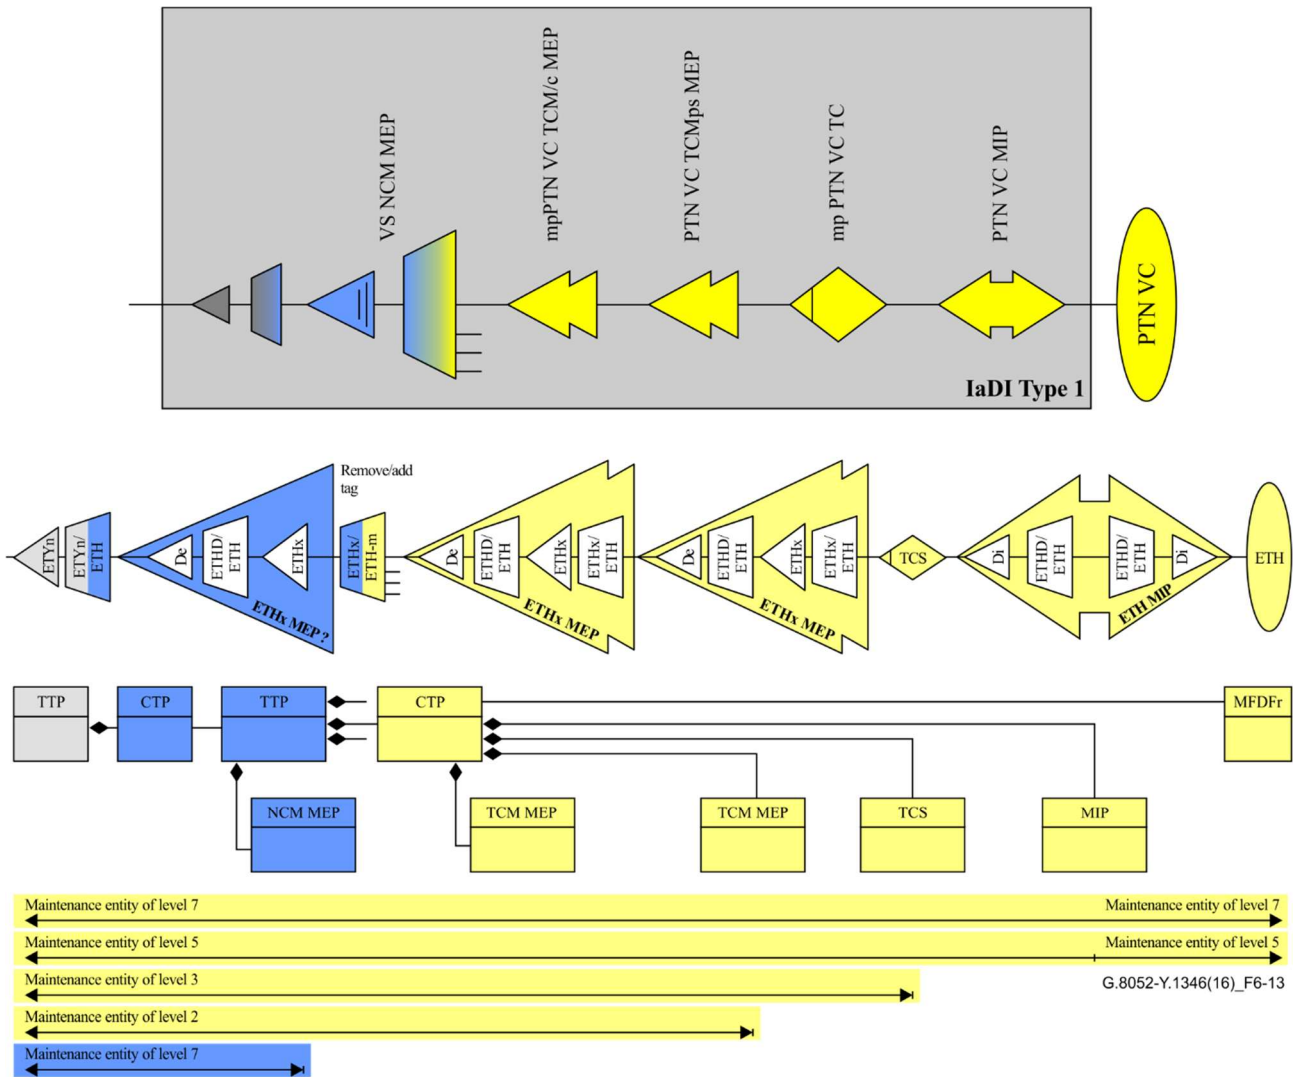 VS NCM MEP
mpPTN VC TCM/c MEP
PTN VC TCMps MEP
mp PTN VC TC
PTN VC MIP
PTN VC
IaDI Type 1
Remove/add
tag
ETYn
ETYn/
ETH
De
ETHD/
ETH
ETHx
ETHx MEP ?
ETHx/
ETH-m
De
ETHD/
ETH
ETHx
ETHx/
ETH
ETHx MEP
De
ETHD/
ETH
ETHx
ETHx/
ETH
ETHx MEP
TCS
Di
ETHD/
ETH
ETHD/
ETH
Di
ETH MIP
ETH
TTP
CTP
TTP
CTP
MFDFr
NCM MEP
TCM MEP
TCM MEP
TCS
MIP
Maintenance entity of level 7
Maintenance entity of level 7
Maintenance entity of level 5
Maintenance entity of level 5
Maintenance entity of level 3
G.8052-Y.1346(16)_F6-13
Maintenance entity of level 2
Maintenance entity of level 7